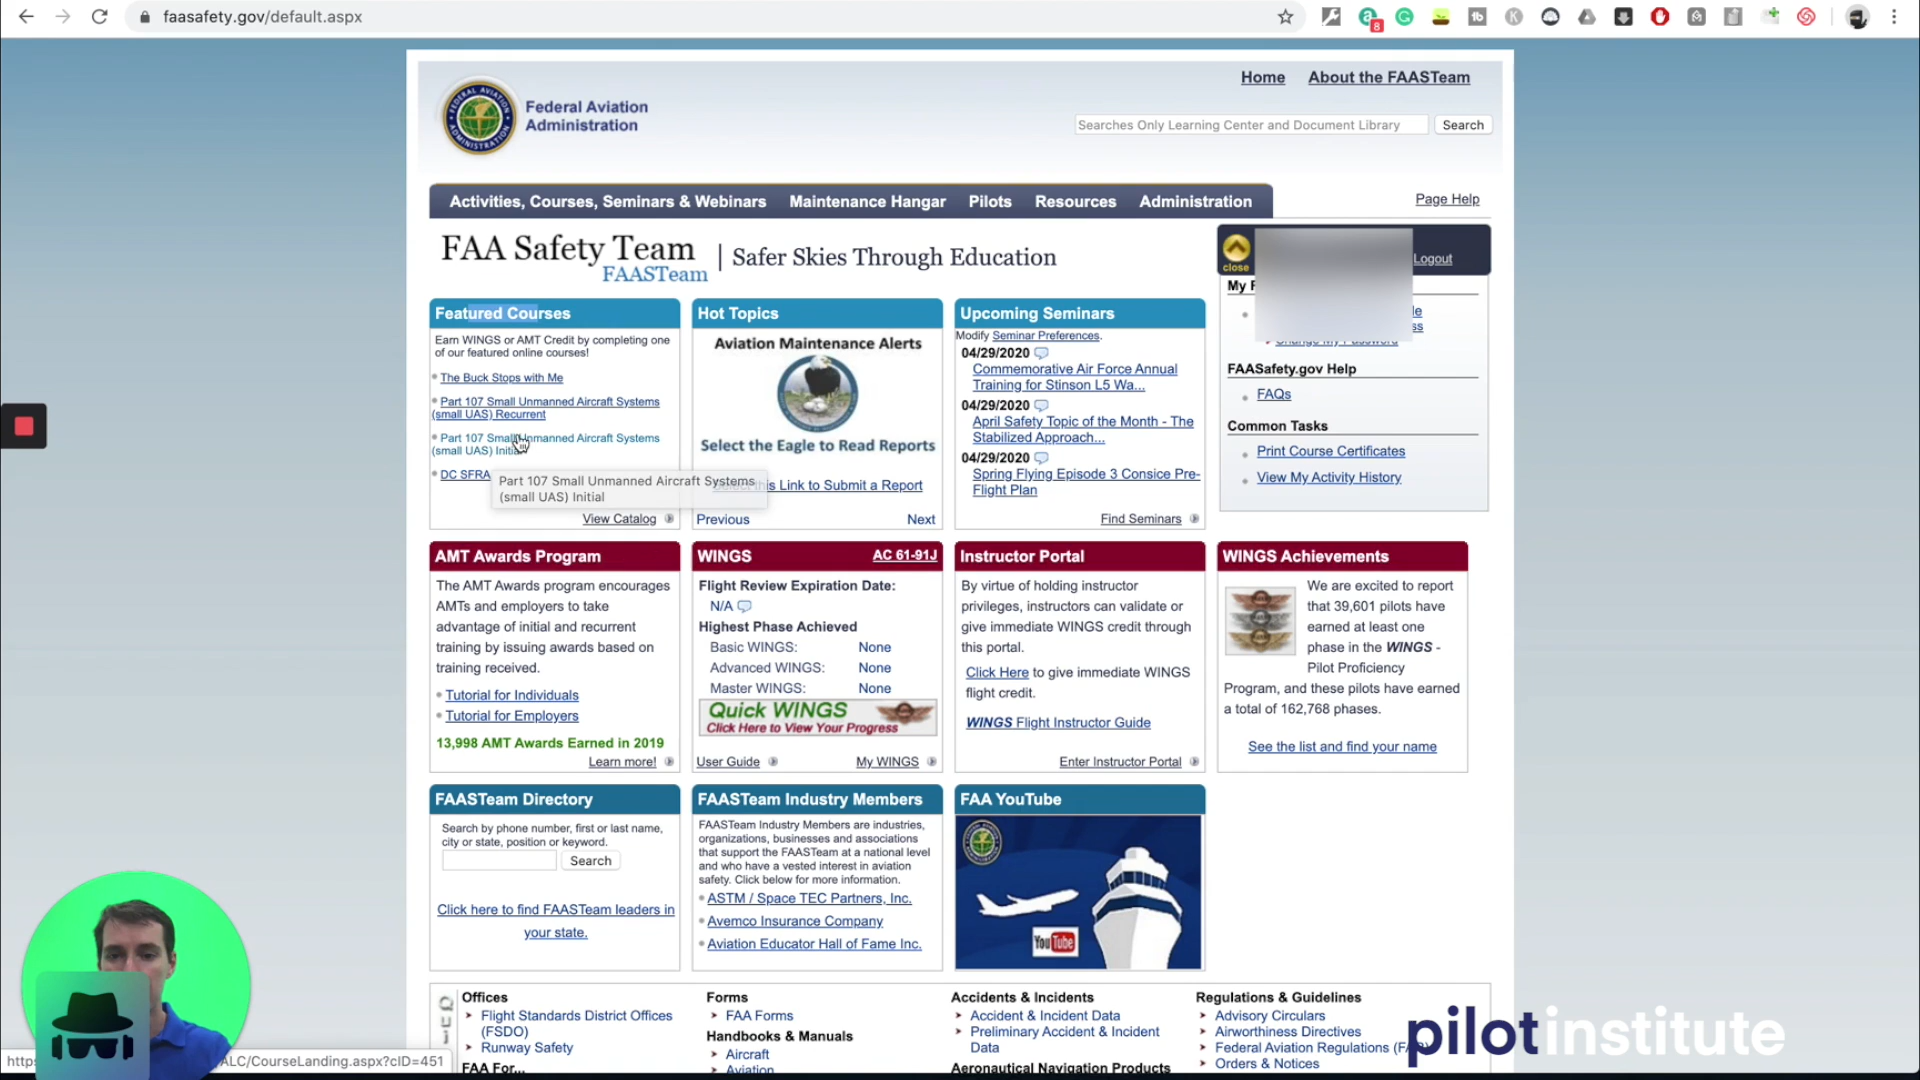 faasafety.gov/default.aspx
8
Home About the FAASTeam
Federal Aviation
Administration
Searches Only Learning Center and Document Library Search
Activities, Courses, Seminars & Webinars Maintenance Hangar Pilots Resources Administration
Page Help
FAA Safety Team
FAASTeam
Safer Skies Through Education
close
Logout
Featured Courses
Earn WINGS or AMT Credit by completing one
of our featured online courses!
The Buck Stops with Me
Part 107 Small Unmanned Aircraft Systems
(small UAS) Recurrent
Part 107 Small Unmanned Aircraft Systems
(small UAS) Initial
DC SFRA
Part 107 Small Unmanned Aircraft Systems
(small UAS) Initial
View Catalog
Hot Topics
Aviation Maintenance Alerts
Select the Eagle to Read Reports
this Link to Submit a Report
Previous Next
Upcoming Seminars
Modify Seminar Preferences.
04/29/2020
Commemorative Air Force Annual
Training for Stinson L5 Wa...
04/29/2020
April Safety Topic of the Month - The
Stabilized Approach...
04/29/2020
Spring Flying Episode 3 Consice Pre-
Flight Plan
Find Seminars
My
Change My Password
FAASafety.gov Help
FAQs
Common Tasks
Print Course Certificates
View My Activity History
AMT Awards Program
The AMT Awards program encourages
AMTs and employers to take
advantage of initial and recurrent
training by issuing awards based on
training received.
Tutorial for Individuals
Tutorial for Employers
13,998 AMT Awards Earned in 2019
Learn more!
WINGS AC 61-91J
Flight Review Expiration Date:
N/A
Highest Phase Achieved
Basic WINGS: None
Advanced WINGS: None
Master WINGS: None
Quick WINGS
Click Here to View Your Progress
User Guide My WINGS
Instructor Portal
By virtue of holding instructor
privileges, instructors can validate or
give immediate WINGS credit through
this portal.
Click Here to give immediate WINGS
flight credit.
WINGS Flight Instructor Guide
Enter Instructor Portal
WINGS Achievements
We are excited to report
that 39,601 pilots have
earned at least one
phase in the WINGS -
Pilot Proficiency
Program, and these pilots have earned
a total of 162,768 phases.
See the list and find your name
FAASTeam Directory
Search by phone number, first or last name,
city or state, position or keyword.
Search
Click here to find FAASTeam leaders in
your state.
FAASTeam Industry Members
FAASTeam Industry Members are industries,
organizations, businesses and associations
that support the FAASTeam at a national level
and who have a vested interest in aviation
safety. Click below for more information.
ASTM / Space TEC Partners, Inc.
Avemco Insurance Company
Aviation Educator Hall of Fame Inc.
FAA YouTube
YouTube
Qui
Offices
Flight Standards District Offices
(FSDO)
Runway Safety
FAA For...
Forms
FAA Forms
Handbooks & Manuals
Aircraft
Aviation
Accidents & Incidents
Accident & Incident Data
Preliminary Accident & Incident
Data
Aeronautical Navigation Products
Regulations & Guidelines
Advisory Circulars
Airworthiness Directives
Federal Aviation Regulations (FAR)
Orders & Notices
pilotinstitute
https ALC/CourseLanding.aspx?cID=451